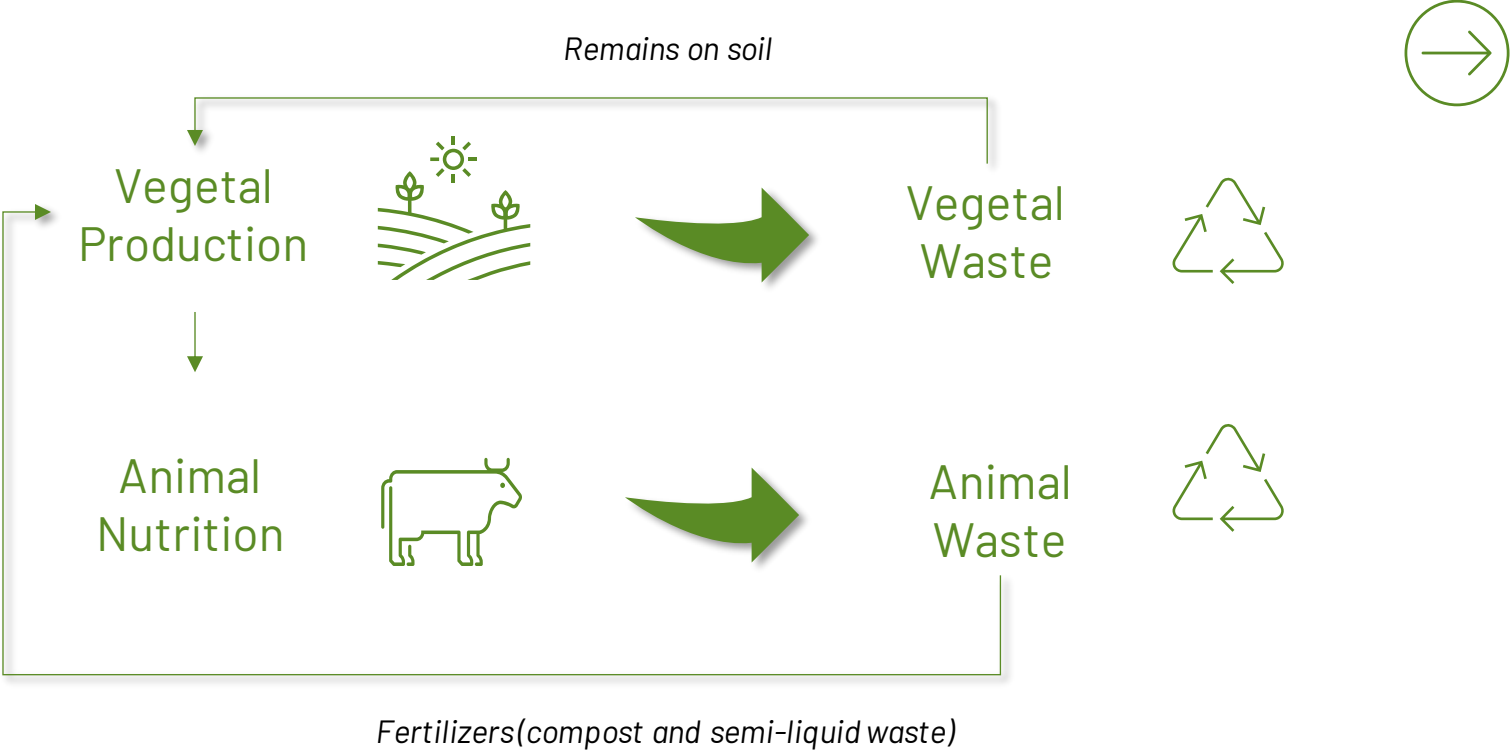 Remains on soil
Vegetal
Production
Vegetal
Waste
Animal
Nutrition
Animal
Waste
Fertilizers (compost and semi-liquid waste)